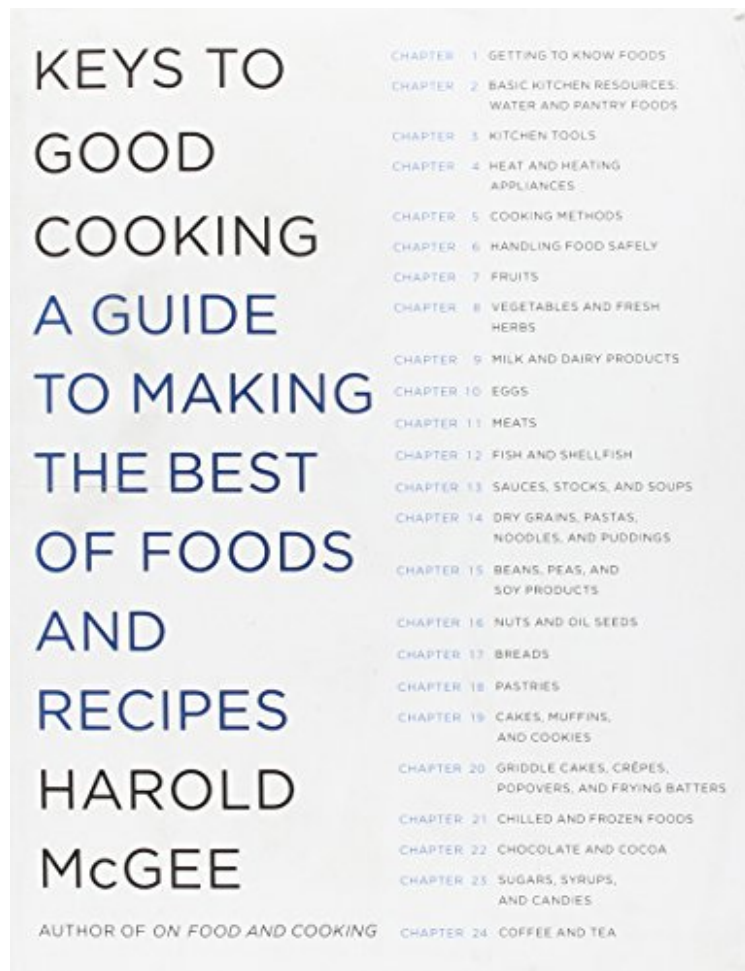 KEYS TO
GOOD
COOKING
A GUIDE
TO MAKING
THE BEST
OF FOODS
AND
RECIPES
HAROLD
McGEE
AUTHOR OF ON FOOD AND COOKING
CHAPTER 1 GETTING TO KNOW FOODS
CHAPTER 2 BASIC KITCHEN RESOURCES:
WATER AND PANTRY FOODS
CHAPTER 3 KITCHEN TOOLS
CHAPTER 4 HEAT AND HEATING
APPLIANCES
CHAPTER 5 COOKING METHODS
CHAPTER 6 HANDLING FOOD SAFELY
CHAPTER 7 FRUITS
CHAPTER 8 VEGETABLES AND FRESH
HERBS
CHAPTER 9 MILK AND DAIRY PRODUCTS
CHAPTER 10 EGGS
CHAPTER 11 MEATS
CHAPTER 12 FISH AND SHELLFISH
CHAPTER 13 SAUCES, STOCKS, AND SOUPS
CHAPTER 14 DRY GRAINS, PASTAS,
NOODLES, AND PUDDINGS
CHAPTER 15 BEANS, PEAS, AND
SOY PRODUCTS
CHAPTER 16 NUTS AND OIL SEEDS
CHAPTER 17 BREADS
CHAPTER 18 PASTRIES
CHAPTER 19 CAKES, MUFFINS,
AND COOKIES
CHAPTER 20 GRIDDLE CAKES, CRÊPES,
POPOVERS, AND FRYING BATTERS
CHAPTER 21 CHILLED AND FROZEN FOODS
CHAPTER 22 CHOCOLATE AND COCOA
CHAPTER 23 SUGARS, SYRUPS,
AND CANDIES
CHAPTER 24 COFFEE AND TEA